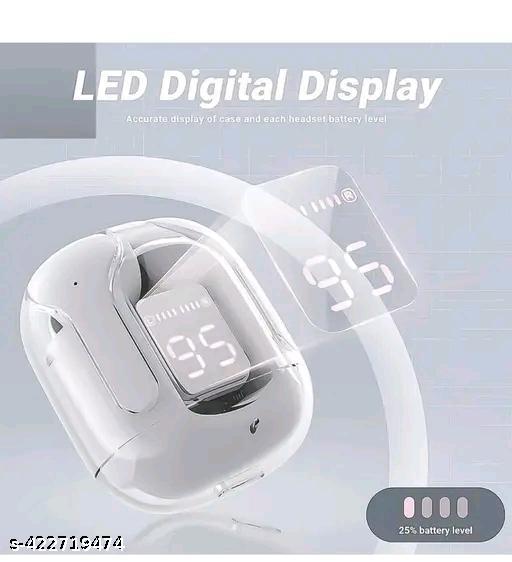 LED Digital Display
Accurate display of case and each headset battery level
R
95
95
25% battery level
s-422719474